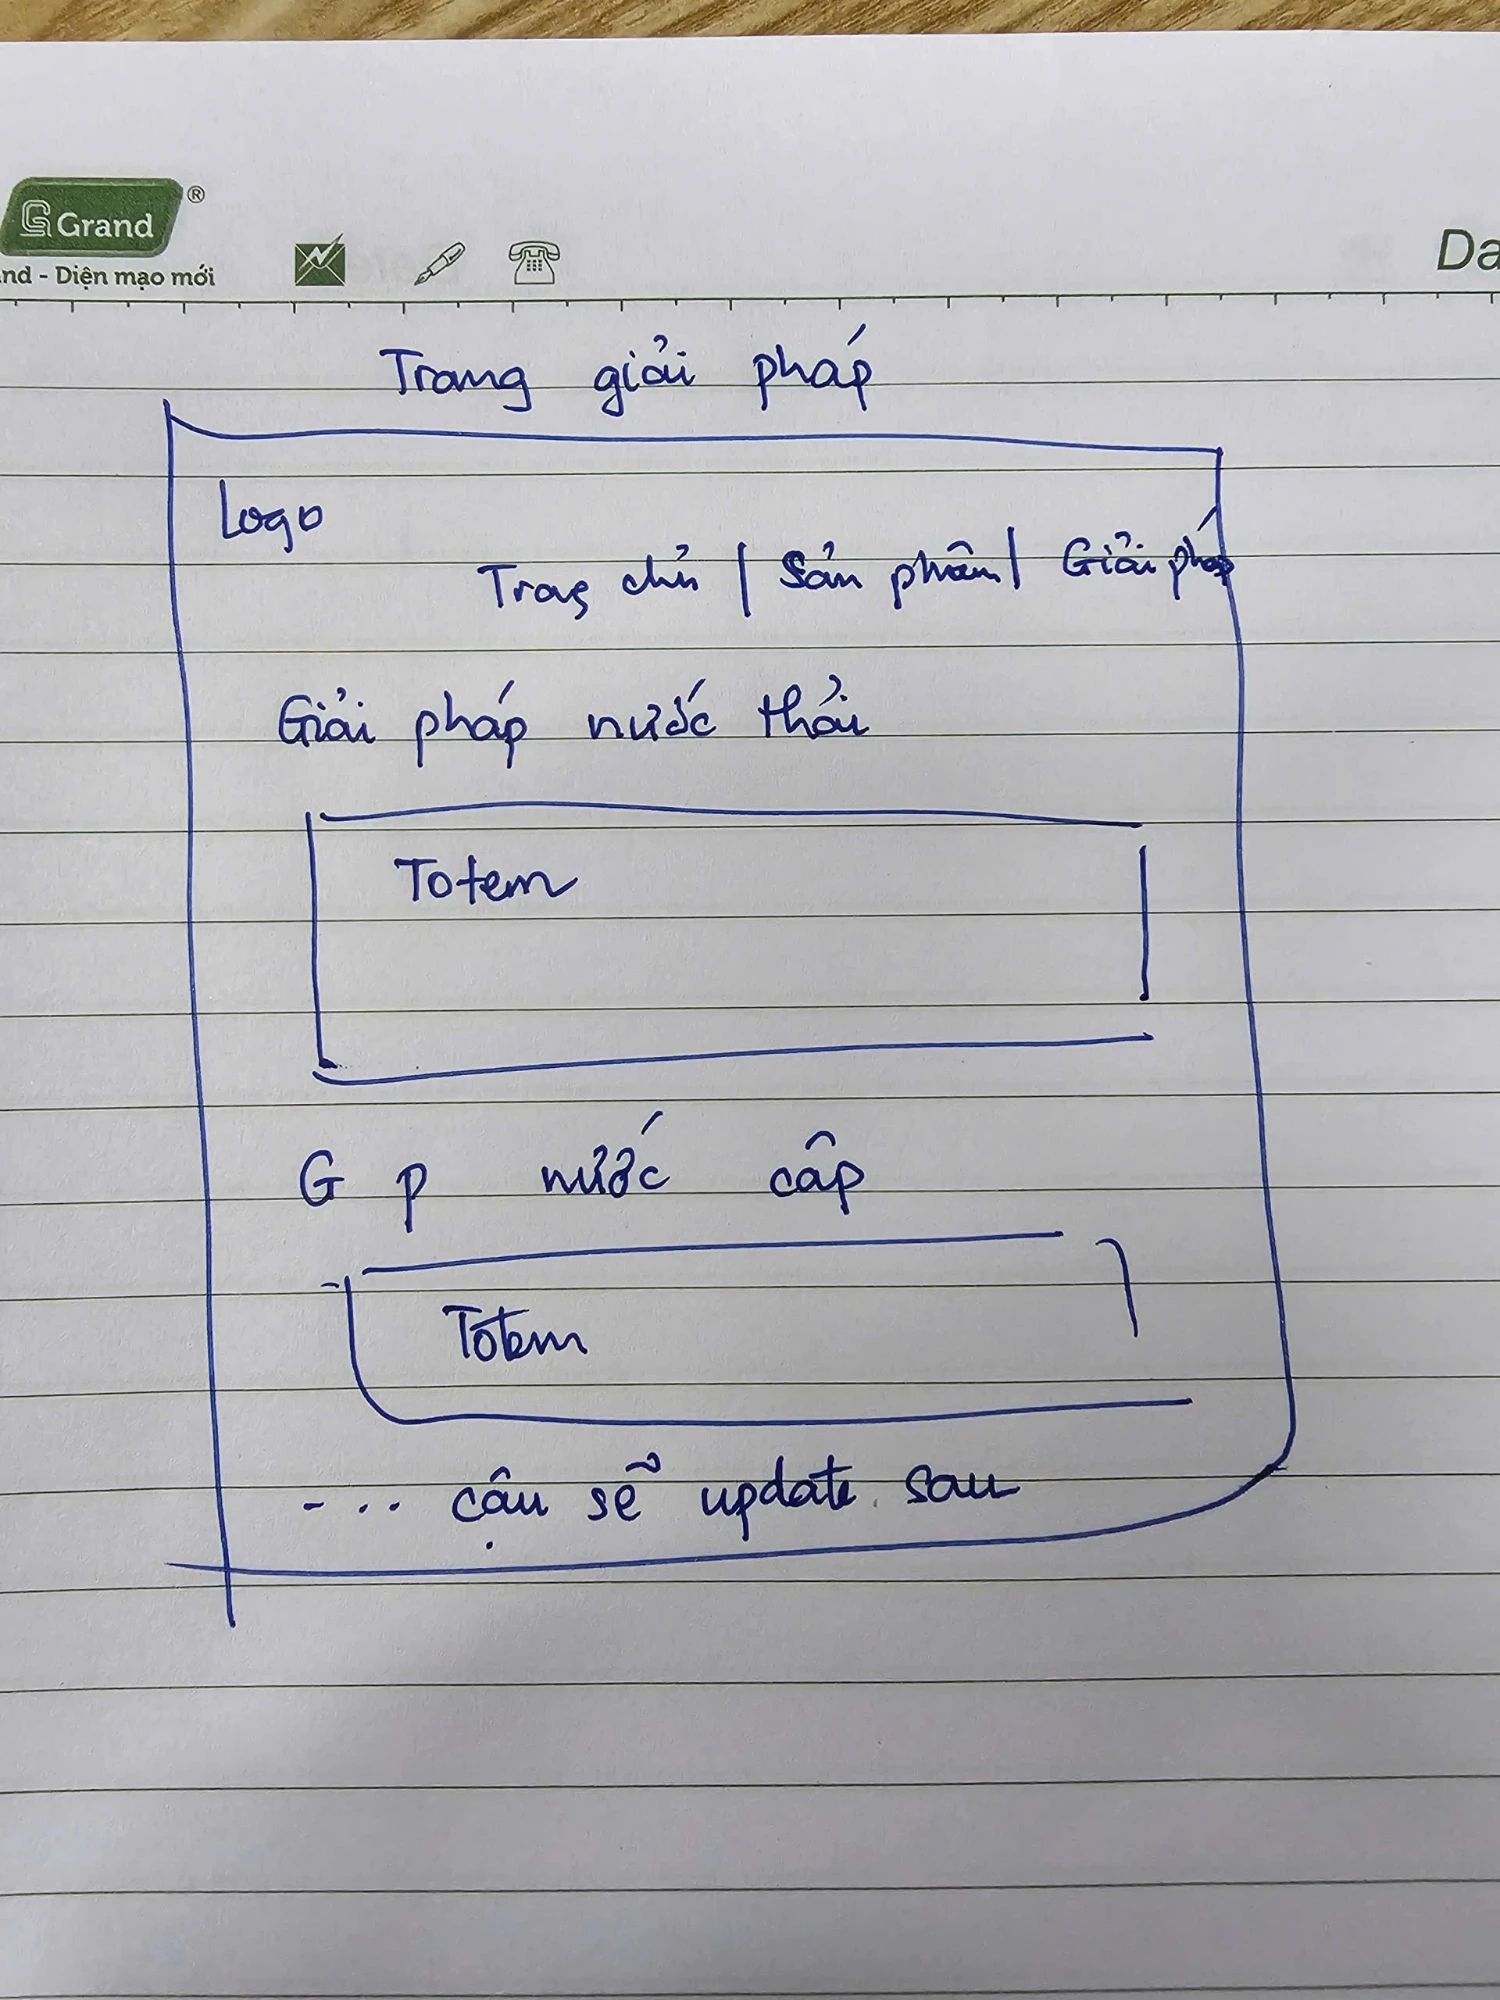 Grand ®
nd - Diện mạo mới
Da
Trang giải pháp
Logo
Trang chủ | Sản phẩm | Giải pháp
Giải pháp nước thải
Totem
G p nước cấp
Totem
- .. cậu sẽ update sau